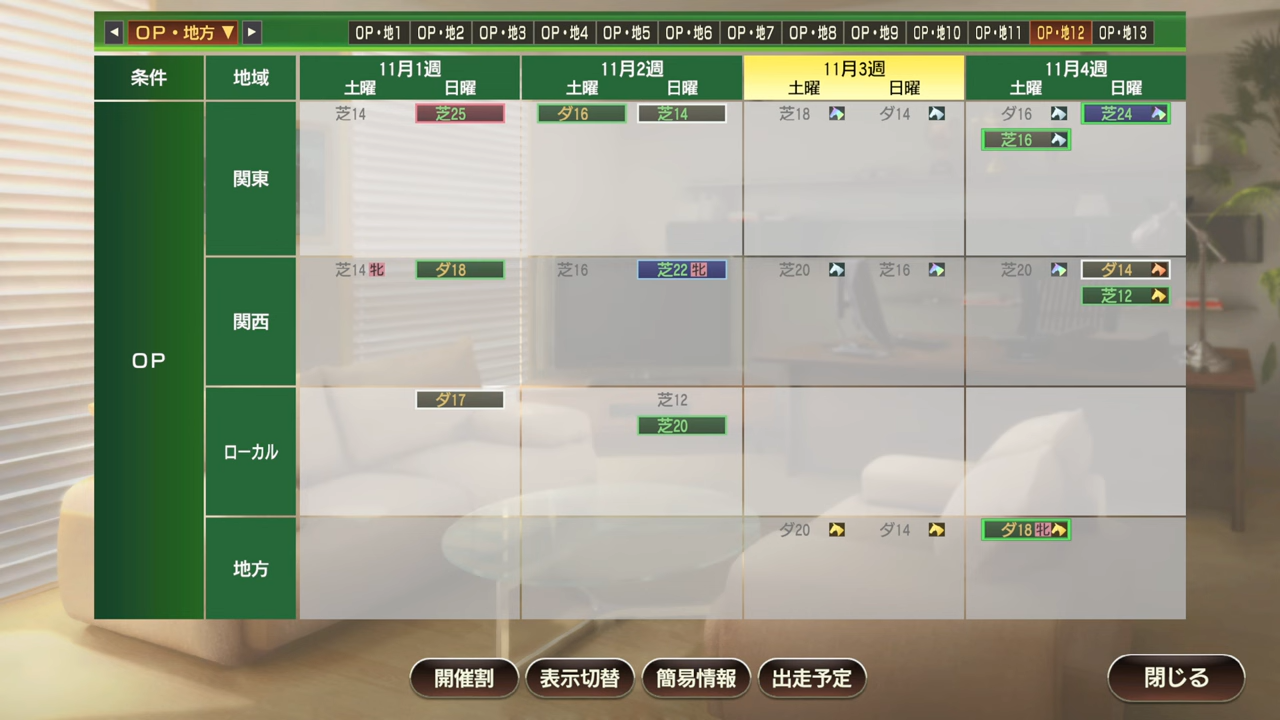 ◀ OP・地方▼ ▶ OP・地1 OP・地2 OP・地3 OP・地4 OP・地5 OP・地6 OP・地7 OP・地8 OP・地9 OP・地10 OP・地11 OP・地12 OP・地13
条件 地域 11月1週 11月2週 11月3週 11月4週
土曜 日曜 土曜 日曜 土曜 日曜 土曜 日曜
OP
関東
芝14 芝25 ダ16 芝14 芝18 ダ14 ダ16 芝24
芝16
関西
芝14 牝 ダ18 芝16 芝22 牝 芝20 芝16 芝20 ダ14
芝12
ローカル
ダ17 芝12
芝20
地方
ダ20 ダ14 ダ18 牝
開催割 表示切替 簡易情報 出走予定 閉じる